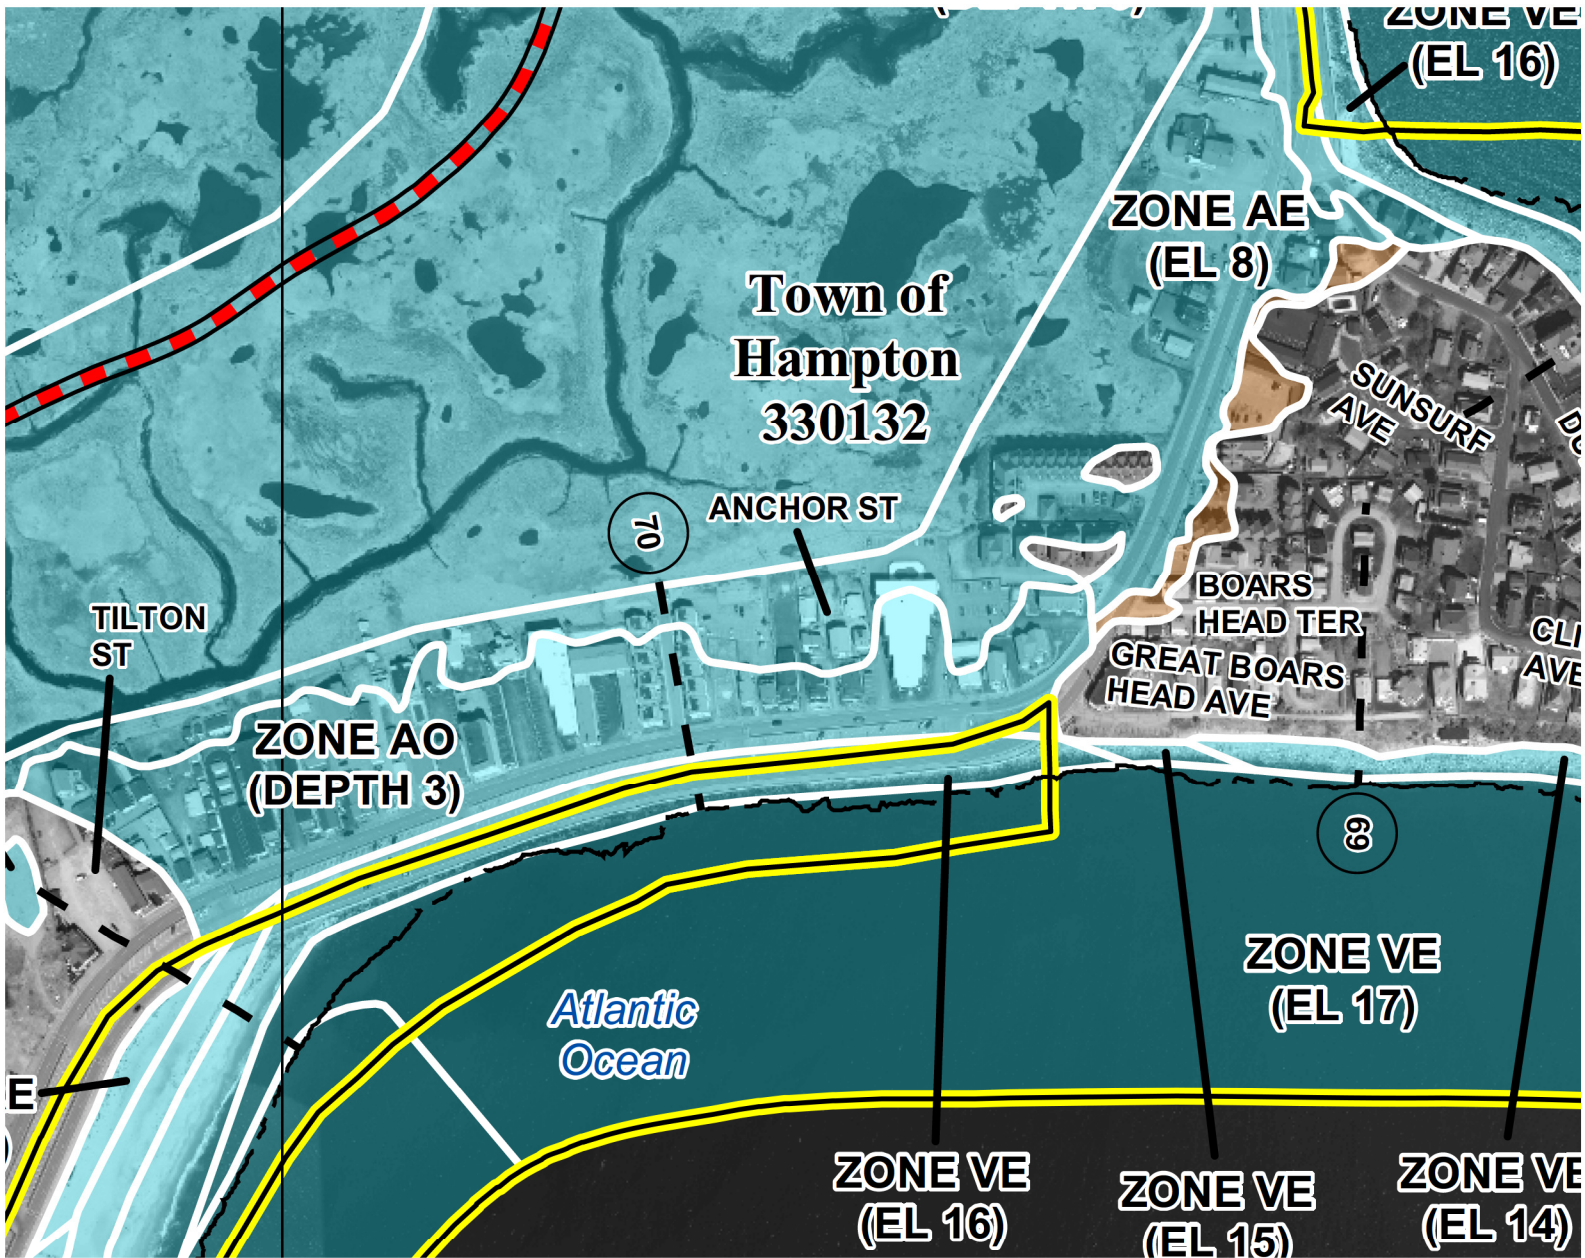 ZONE VE
(EL 16)
ZONE AE
(EL 8)
Town of
Hampton
330132
SUNSURF
AVE
70
ANCHOR ST
TILTON
ST
BOARS
HEAD TER
GREAT BOARS
HEAD AVE
AVE
ZONE AO
(DEPTH 3)
69
ZONE VE
(EL 17)
Atlantic
Ocean
E
ZONE VE
(EL 16)
ZONE VE
(EL 15)
ZONE VE
(EL 14)